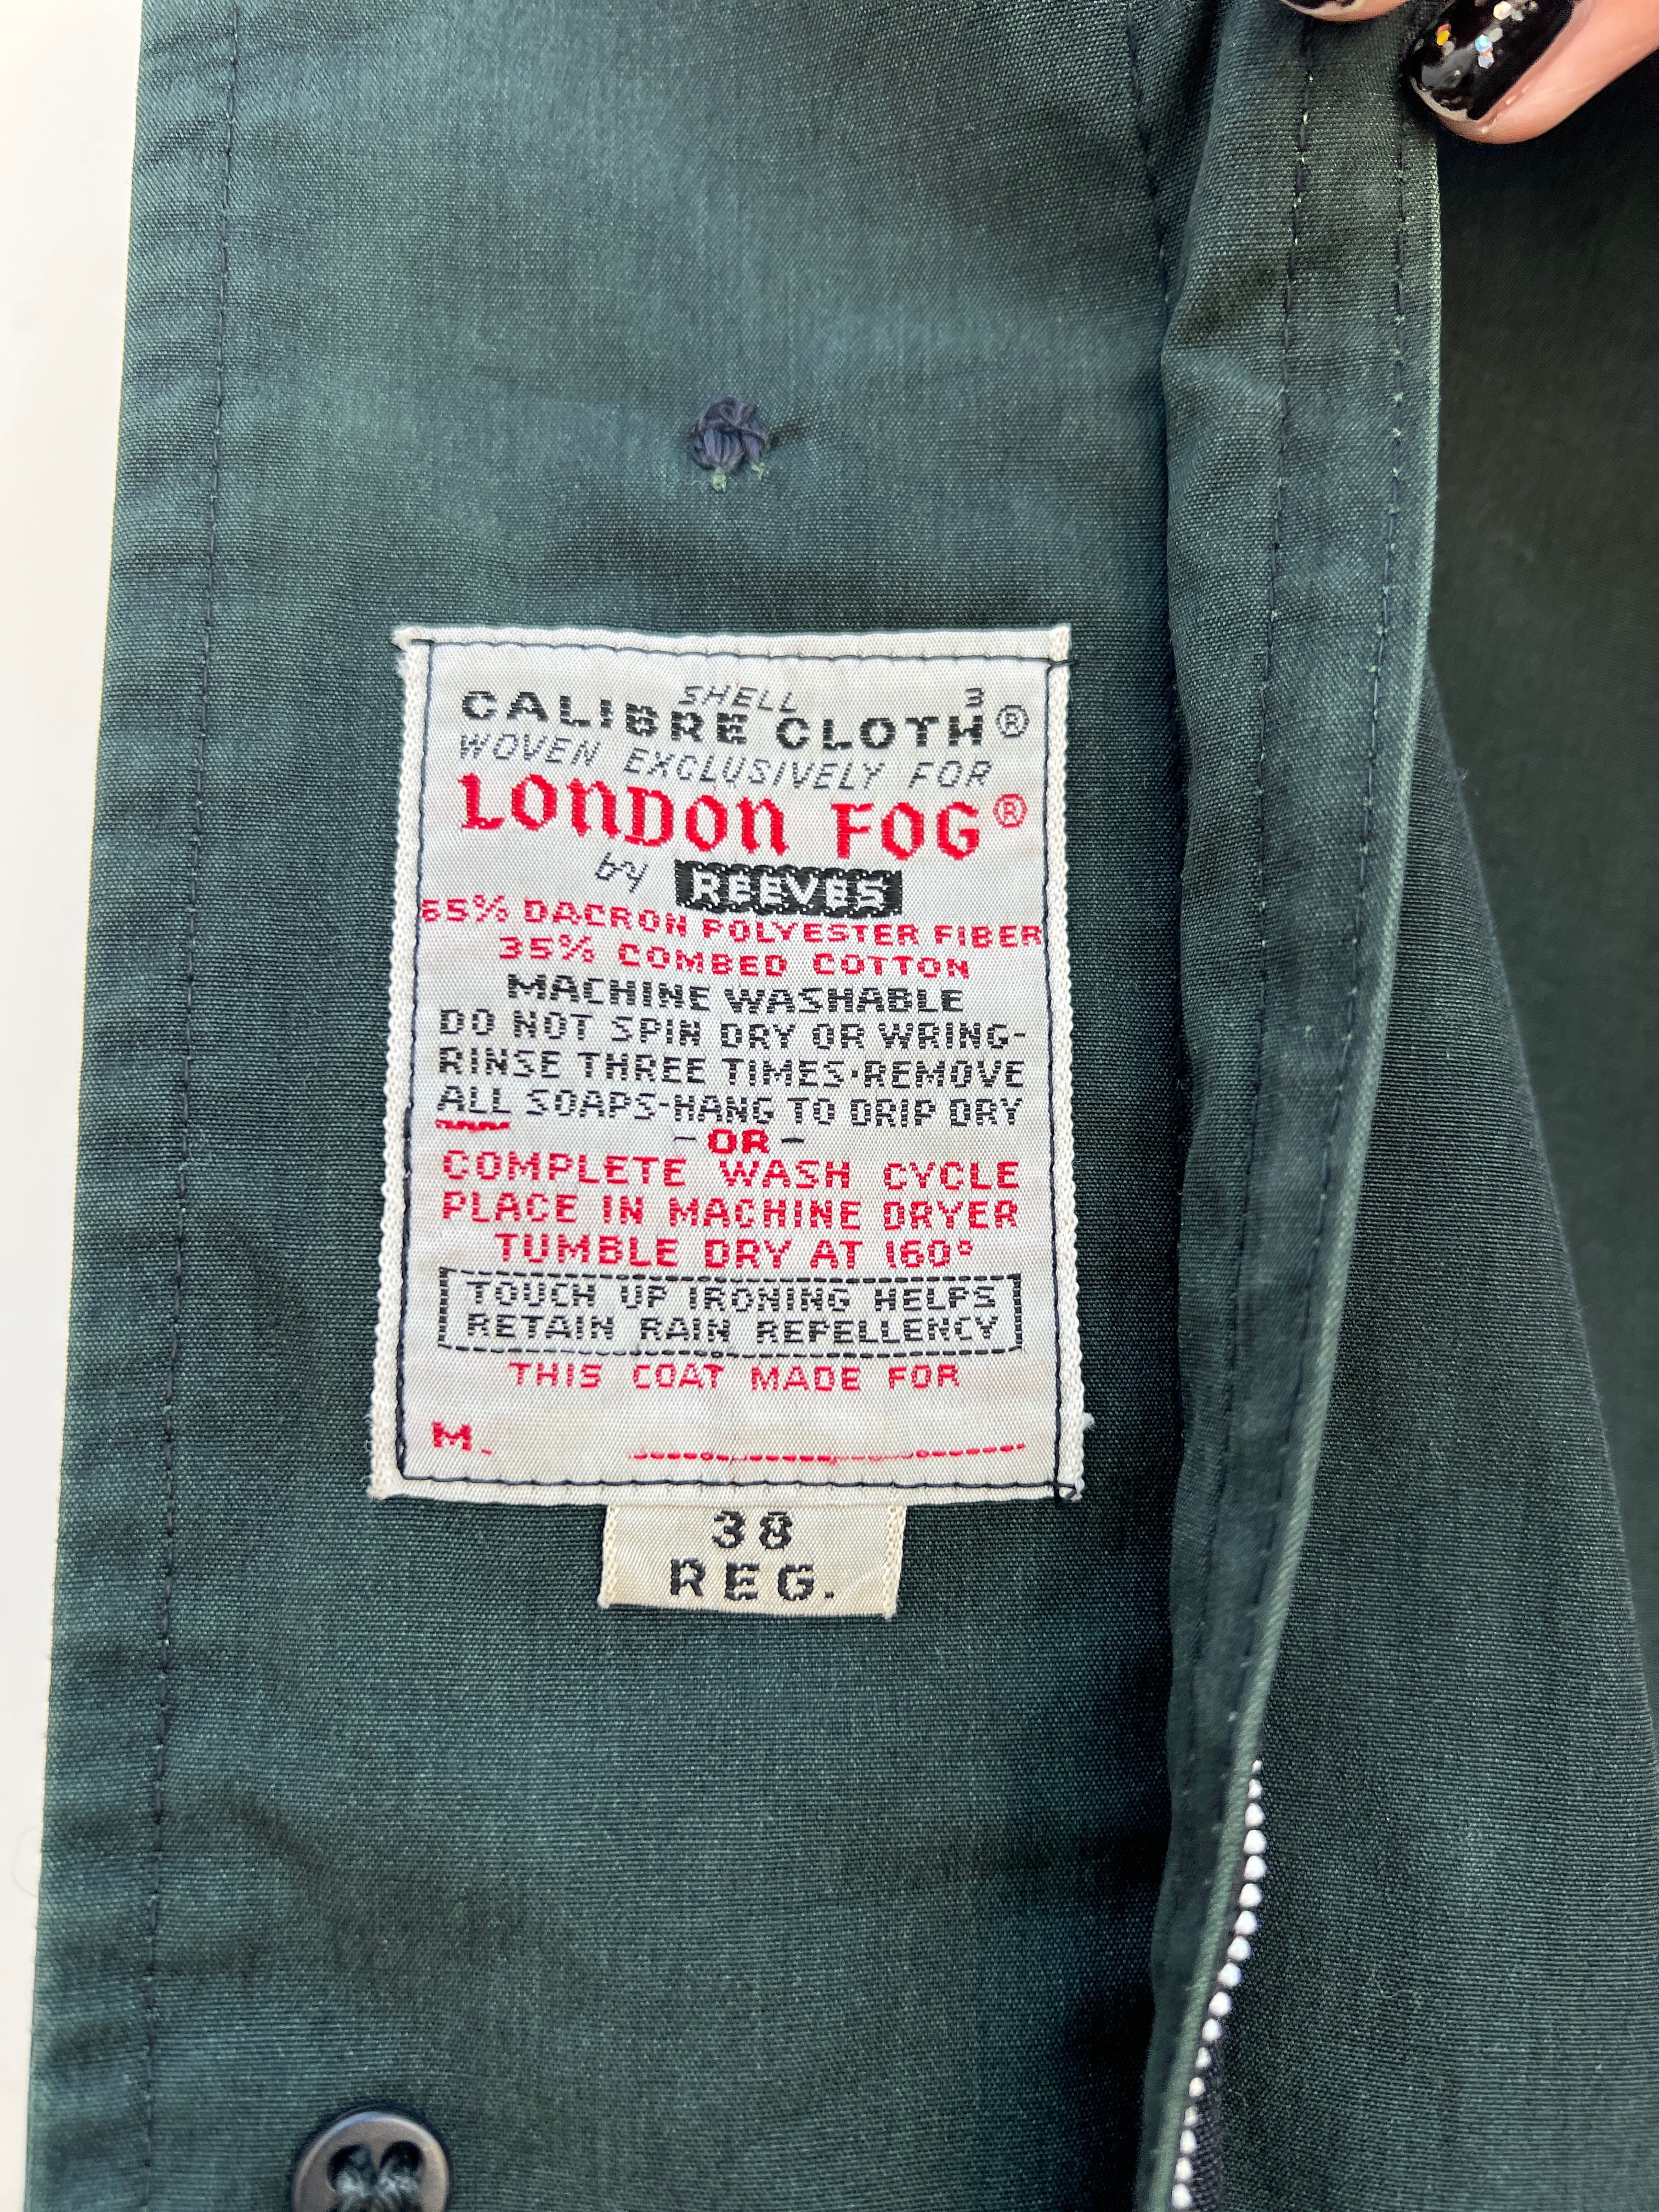 SHELL 3
CALIBRE CLOTH®
WOVEN EXCLUSIVELY FOR
LONDON FOG®
by REEVES
65% DACRON POLYESTER FIBER
35% COMBED COTTON
MACHINE WASHABLE
DO NOT SPIN DRY OR WRING-
RINSE THREE TIMES·REMOVE
ALL SOAPS-HANG TO DRIP DRY
-OR-
COMPLETE WASH CYCLE
PLACE IN MACHINE DRYER
TUMBLE DRY AT 160°
TOUCH UP IRONING HELPS
RETAIN RAIN REPELLENCY
THIS COAT MADE FOR
M.
38
REG.